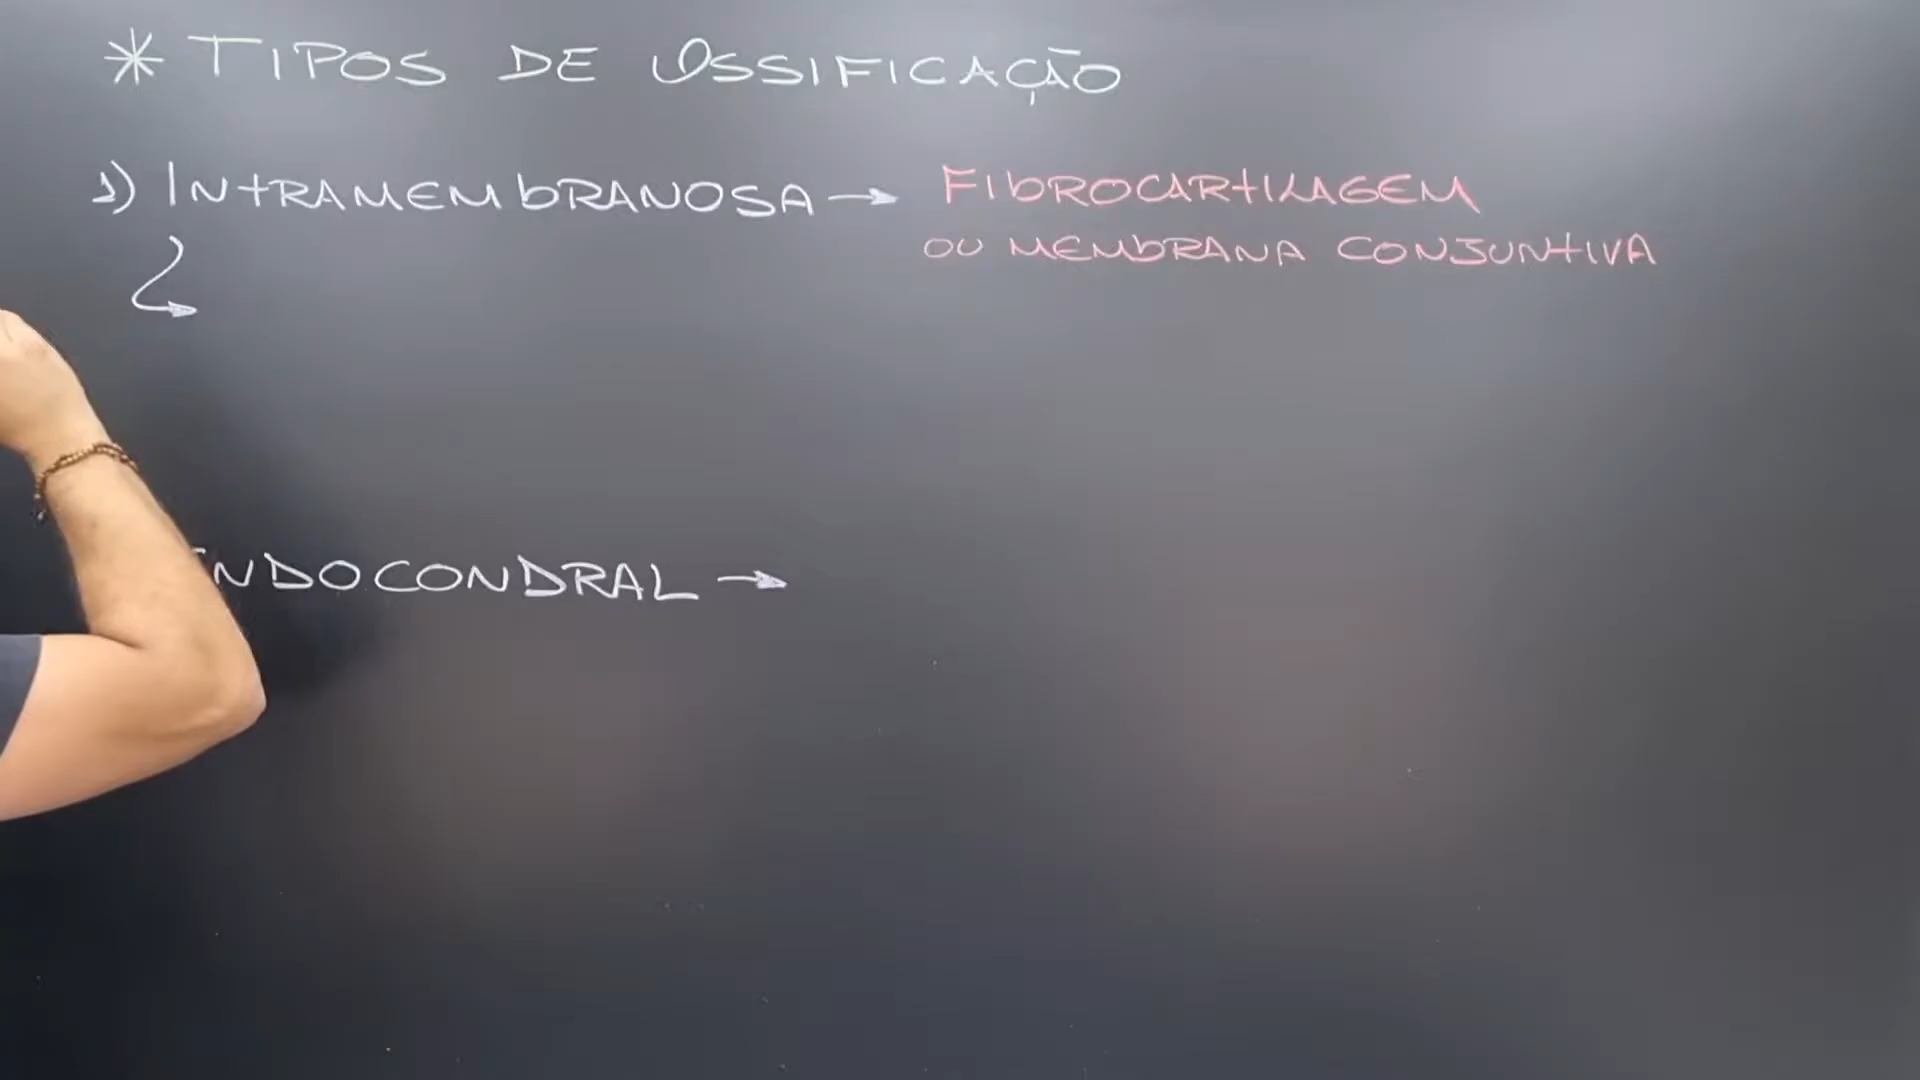 * TIPOS DE OSSIFICAÇÃO
1) INTRAMEMBRANOSA → FIBROCARTILAGEM
OU MEMBRANA CONJUNTIVA
NDOCONDRAL →